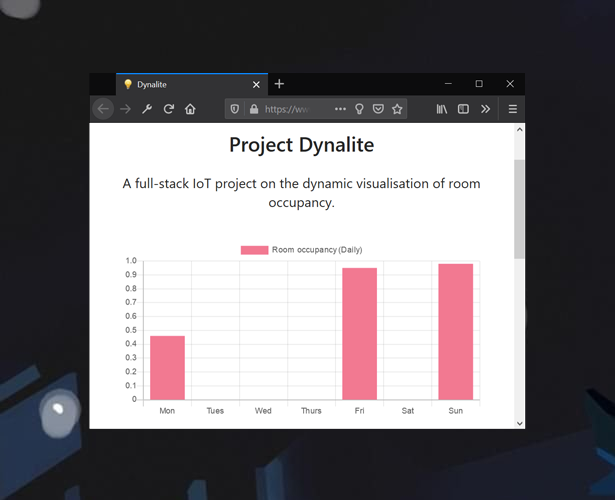 Dynalite
https://ww
Project Dynalite
A full-stack IoT project on the dynamic visualisation of room
occupancy.
Room occupancy (Daily)
1.0
0.9
0.8
0.7
0.6
0.5
0.4
0.3
0.2
0.1
0
Mon Tues Wed Thurs Fri Sat Sun